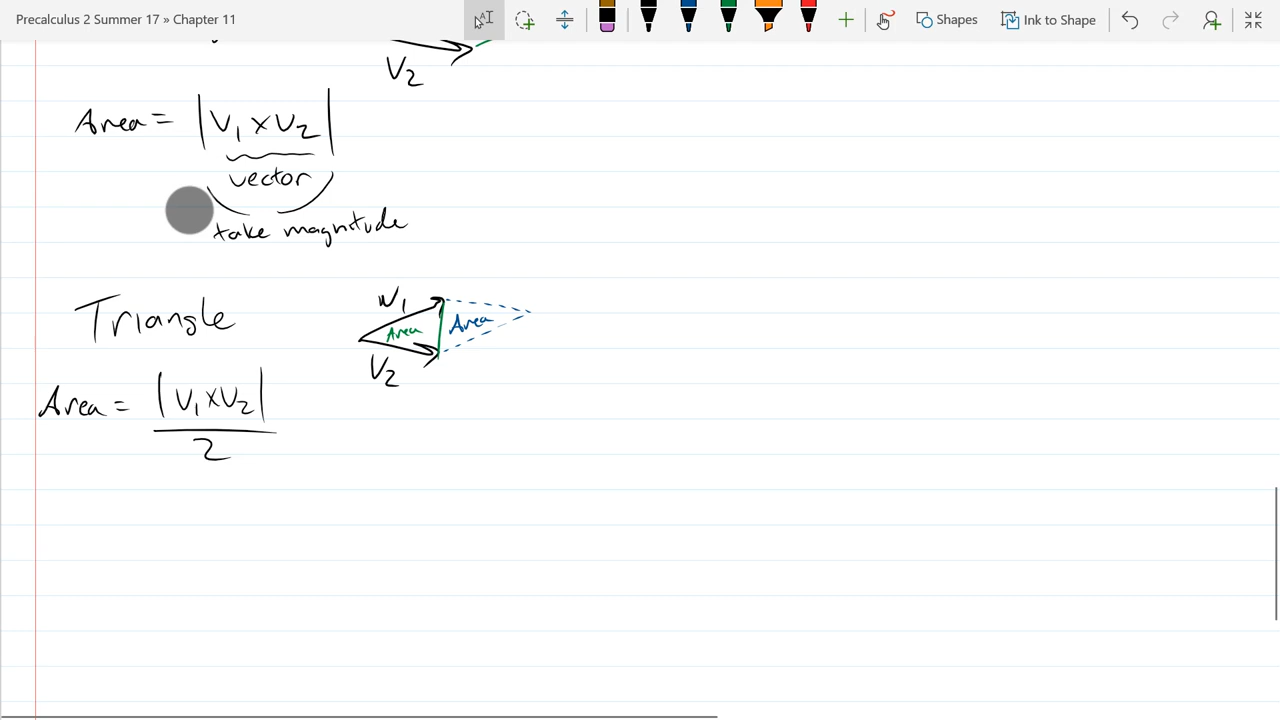 Precalculus 2 Summer 17 » Chapter 11
Shapes
Ink to Shape
V₂
Area = |V₁ × V₂|
vector
take magnitude
Triangle
V₁
Area
Area
V₂
Area = |V₁ × V₂|
2